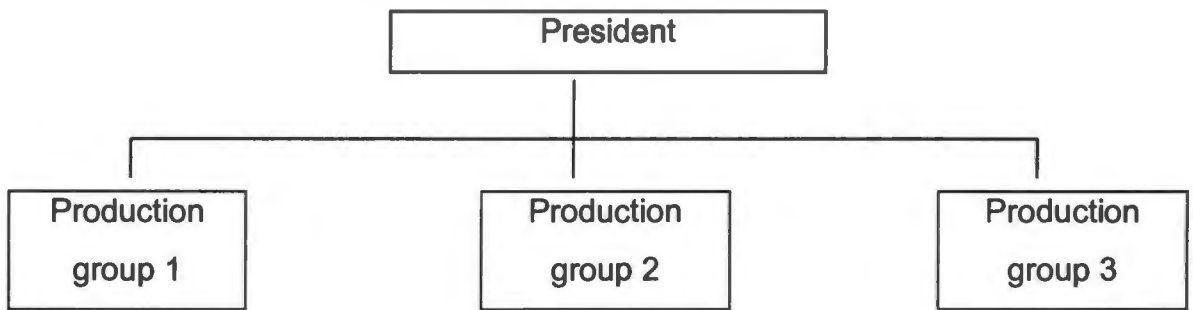 President
Production
group 1
Production
group 2
Production
group 3